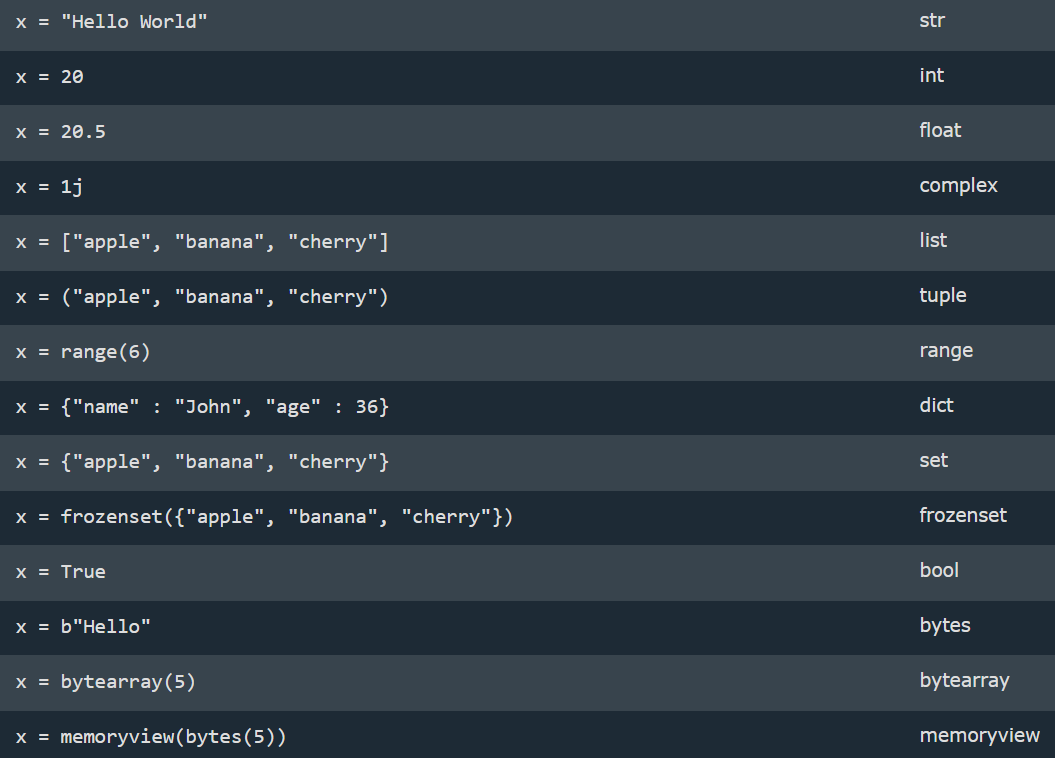 x = "Hello World" str
x = 20 int
x = 20.5 float
x = 1j complex
x = ["apple", "banana", "cherry"] list
x = ("apple", "banana", "cherry") tuple
x = range(6) range
x = {"name" : "John", "age" : 36} dict
x = {"apple", "banana", "cherry"} set
x = frozenset({"apple", "banana", "cherry"}) frozenset
x = True bool
x = b"Hello" bytes
x = bytearray(5) bytearray
x = memoryview(bytes(5)) memoryview